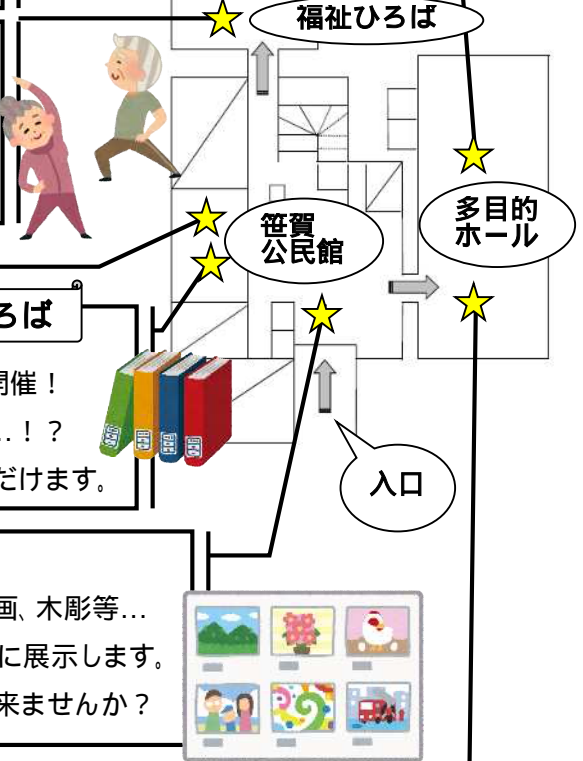 福祉ひろば
多目的
ホール
笹賀
公民館
ろば
開催！
…！？
だけます。
入口
画、木彫等…
に展示します。
来ませんか？